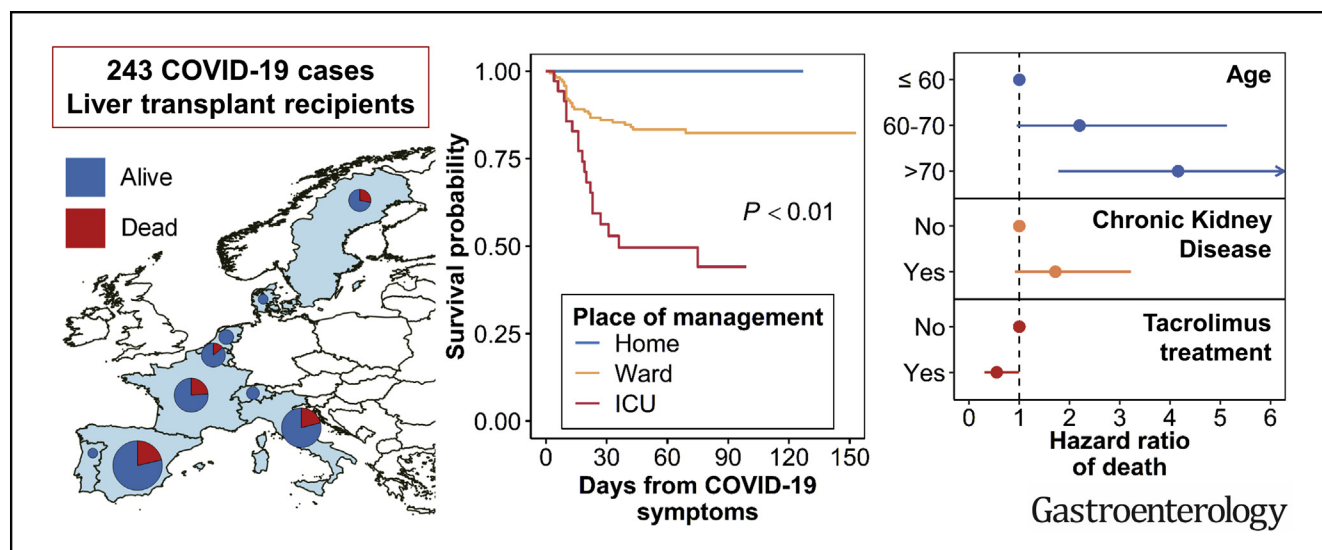 243 COVID-19 cases
Liver transplant recipients
Alive
Dead
Survival probability
1.00
0.75
0.50
0.25
0.00
P < 0.01
Place of management
Home
Ward
ICU
0 30 60 90 120 150
Days from COVID-19
symptoms
Age
≤ 60
60-70
>70
Chronic Kidney
Disease
No
Yes
Tacrolimus
treatment
No
Yes
0 1 2 3 4 5 6
Hazard ratio
of death
Gastroenterology